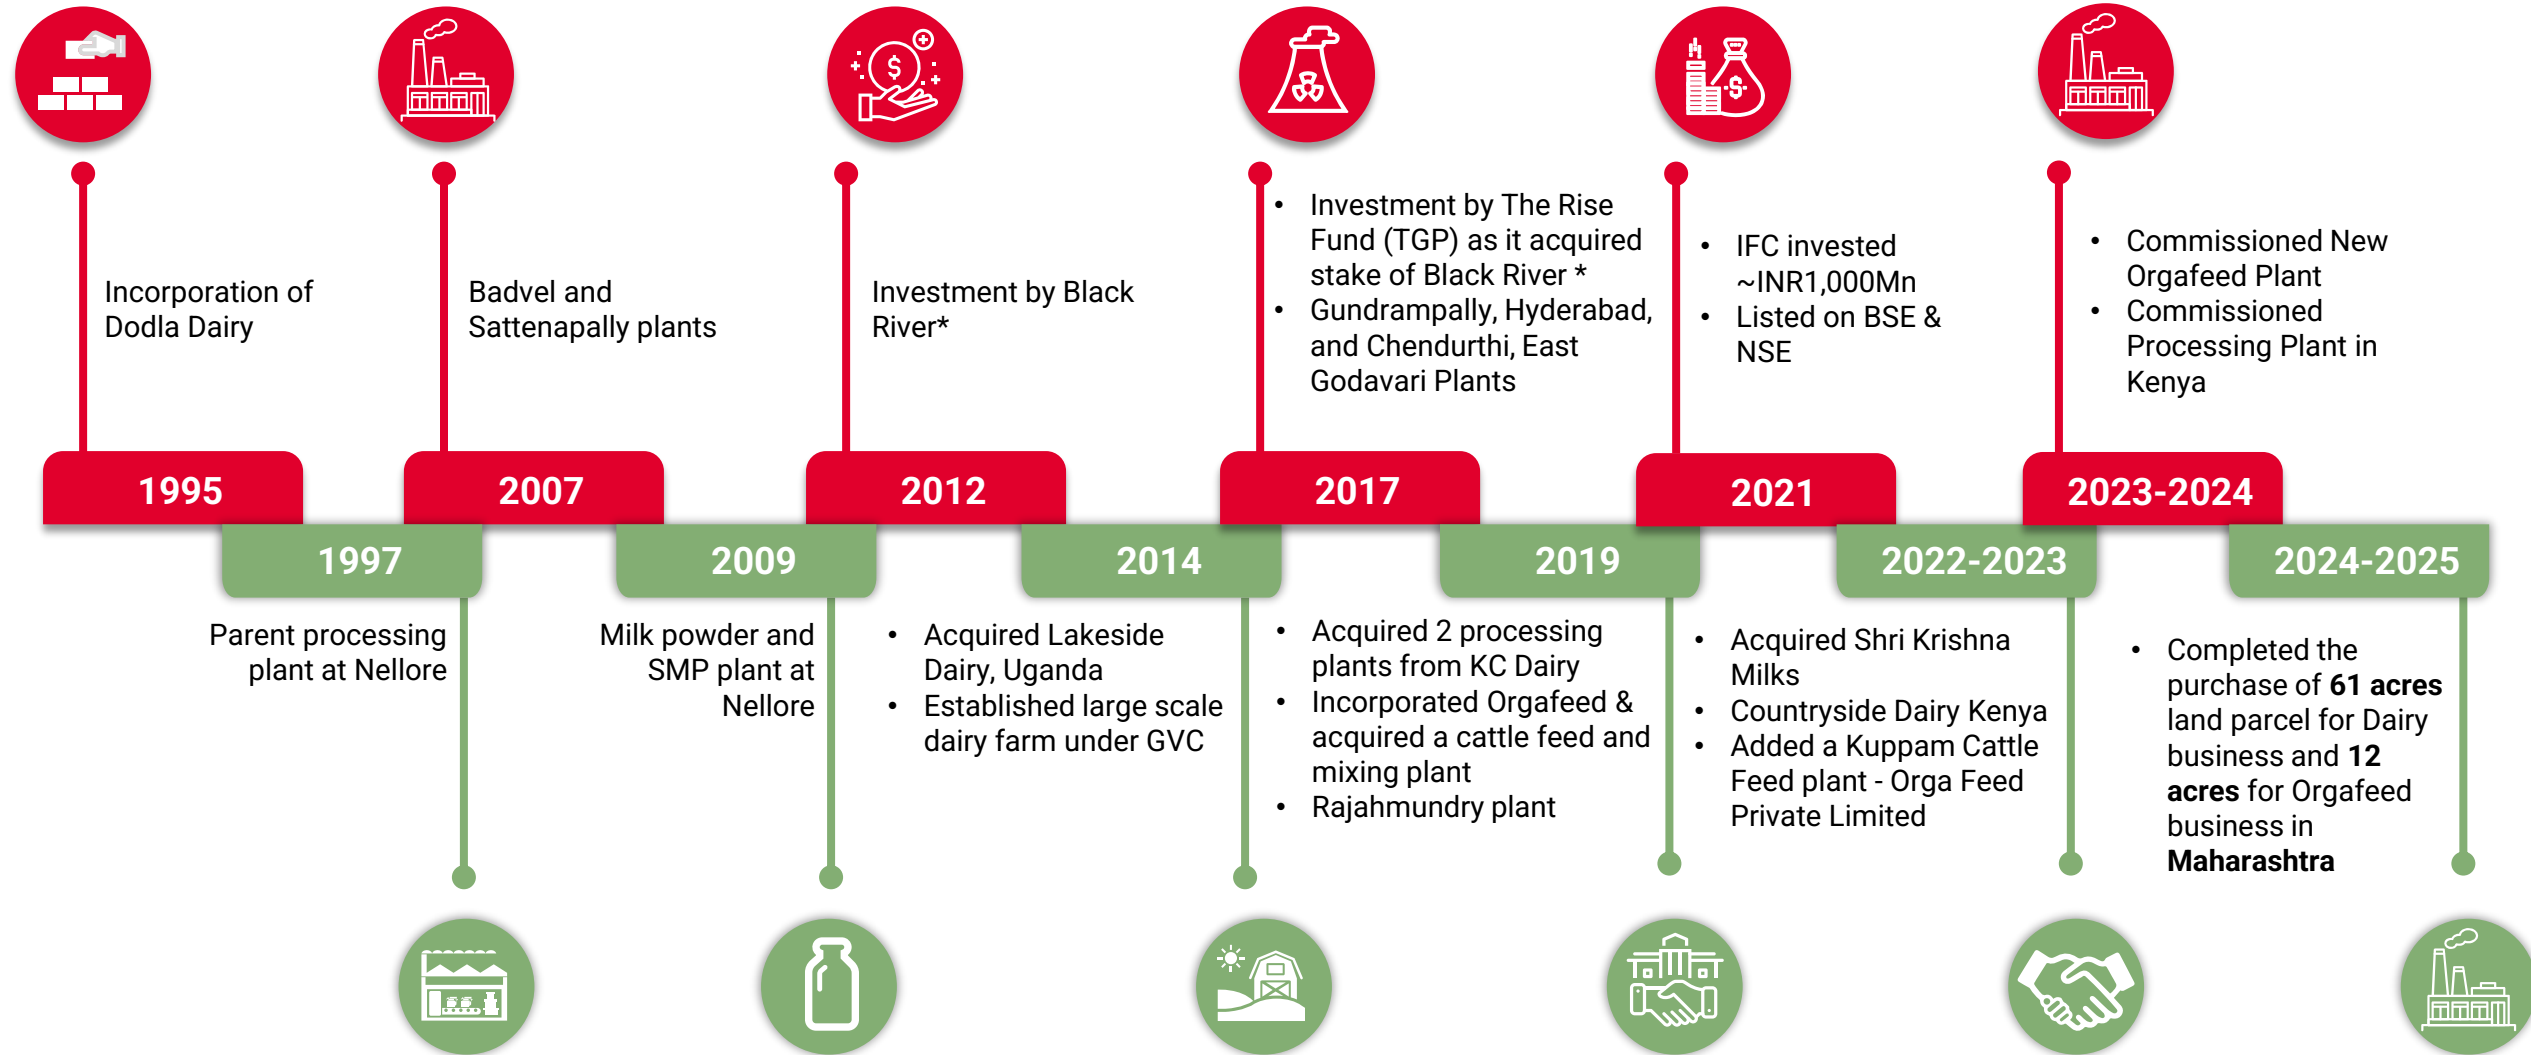 Incorporation of
Dodla Dairy
Badvel and
Sattenapally plants
Investment by Black
River*
• Investment by The Rise
Fund (TGP) as it acquired
stake of Black River *
• Gundrampally, Hyderabad,
and Chendurthi, East
Godavari Plants
• IFC invested
~INR1,000Mn
• Listed on BSE &
NSE
• Commissioned New
Orgafeed Plant
• Commissioned
Processing Plant in
Kenya
1995
2007
2012
2017
2021
2023-2024
1997
2009
2014
2019
2022-2023
2024-2025
Parent processing
plant at Nellore
Milk powder and
SMP plant at
Nellore
• Acquired Lakeside
Dairy, Uganda
• Established large scale
dairy farm under GVC
• Acquired 2 processing
plants from KC Dairy
• Incorporated Orgafeed &
acquired a cattle feed and
mixing plant
• Rajahmundry plant
• Acquired Shri Krishna
Milks
• Countryside Dairy Kenya
• Added a Kuppam Cattle
Feed plant - Orga Feed
Private Limited
• Completed the
purchase of 61 acres
land parcel for Dairy
business and 12
acres for Orgafeed
business in
Maharashtra